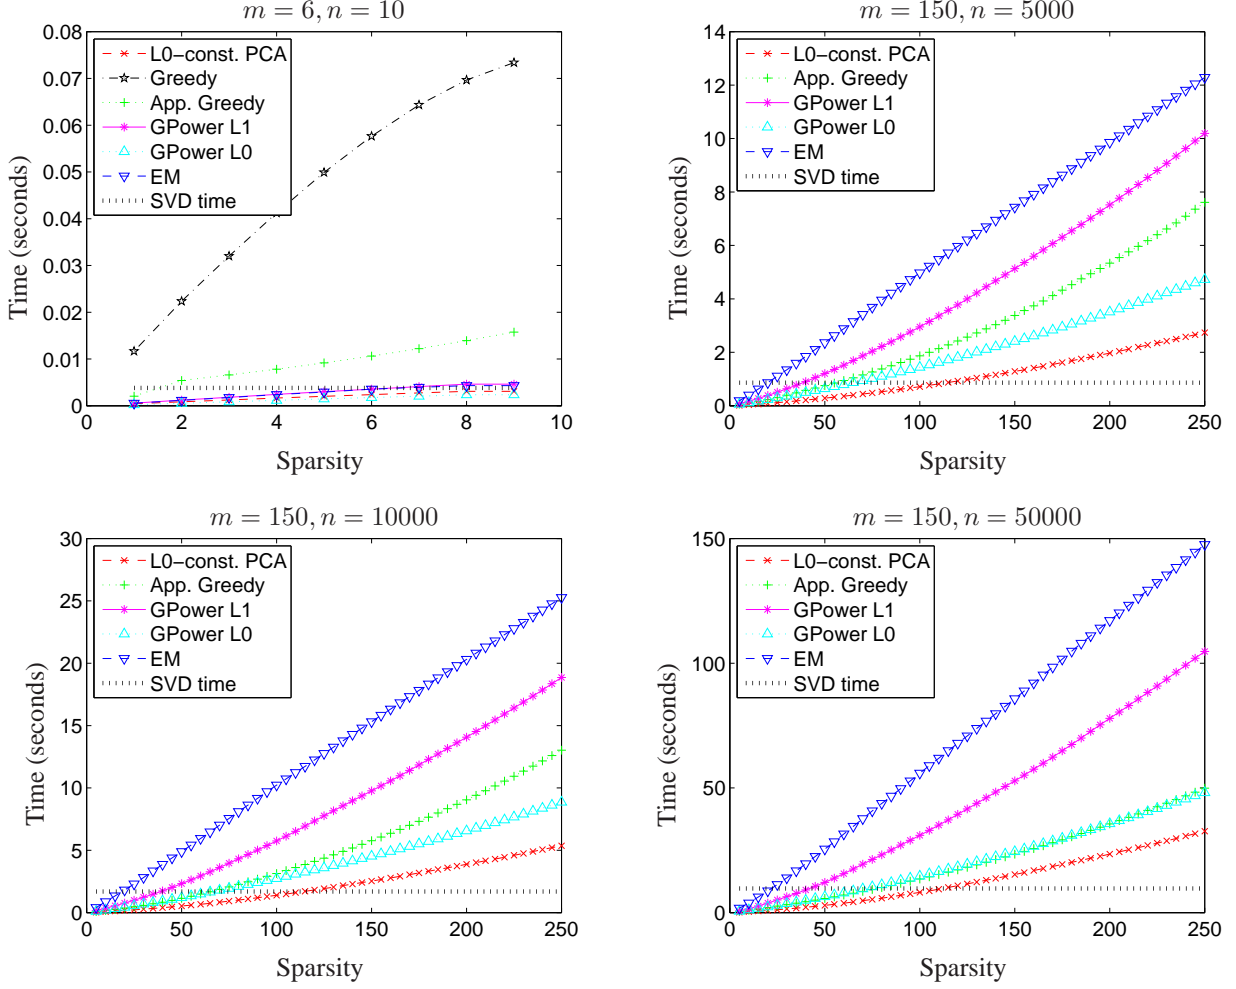 m = 6, n = 10
0.08
0.07
0.06
0.05
0.04
0.03
0.02
0.01
0
Time (seconds)
L0−const. PCA
Greedy
App. Greedy
GPower L1
GPower L0
EM
SVD time
0 2 4 6 8 10
Sparsity
m = 150, n = 5000
14
12
10
8
6
4
2
0
Time (seconds)
L0−const. PCA
App. Greedy
GPower L1
GPower L0
EM
SVD time
0 50 100 150 200 250
Sparsity
m = 150, n = 10000
30
25
20
15
10
5
0
Time (seconds)
L0−const. PCA
App. Greedy
GPower L1
GPower L0
EM
SVD time
0 50 100 150 200 250
Sparsity
m = 150, n = 50000
150
100
50
0
Time (seconds)
L0−const. PCA
App. Greedy
GPower L1
GPower L0
EM
SVD time
0 50 100 150 200 250
Sparsity